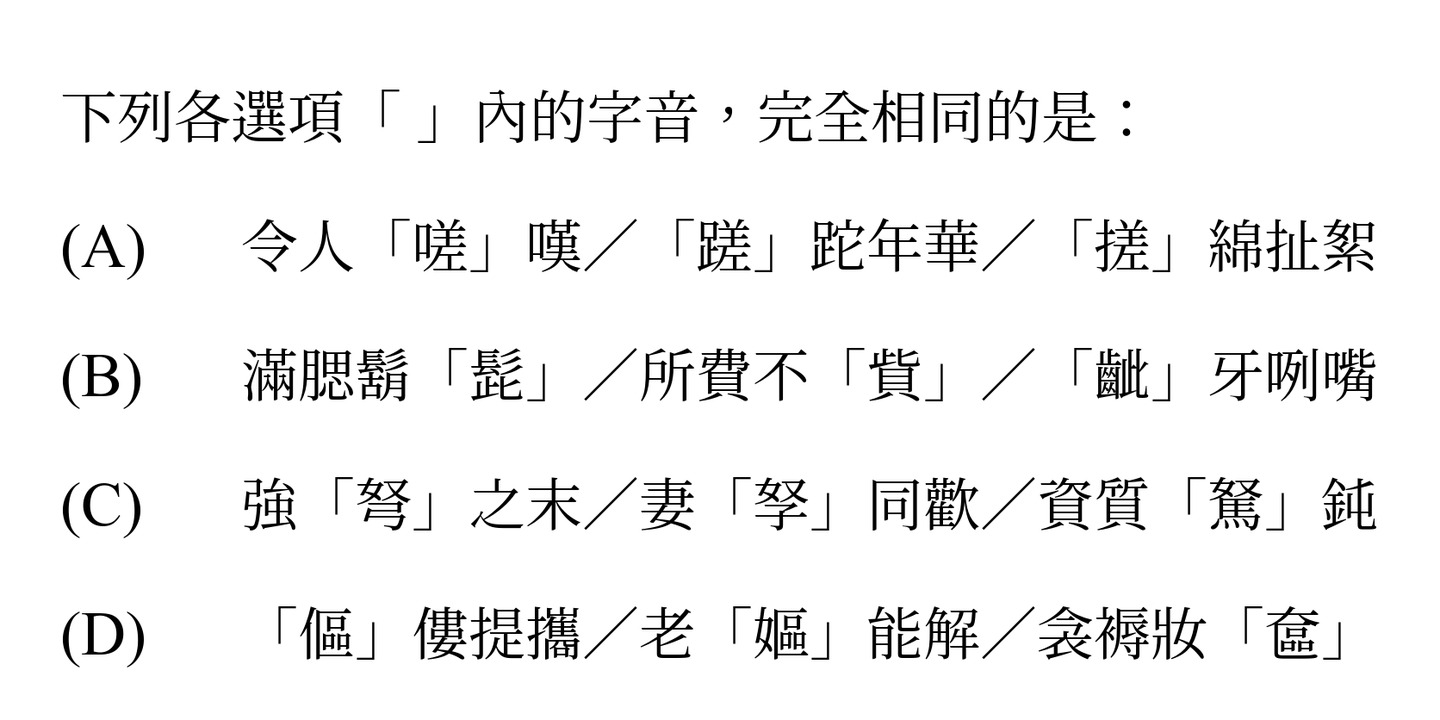 下列各選項「 」內的字音，完全相同的是：
(A) 令人「嗟」嘆／「蹉」跎年華／「搓」綿扯絮
(B) 滿腮鬍「髭」／所費不「貲」／「齜」牙咧嘴
(C) 強「弩」之末／妻「孥」同歡／資質「駑」鈍
(D) 「傴」僂提攜／老「嫗」能解／衾褥妝「奩」